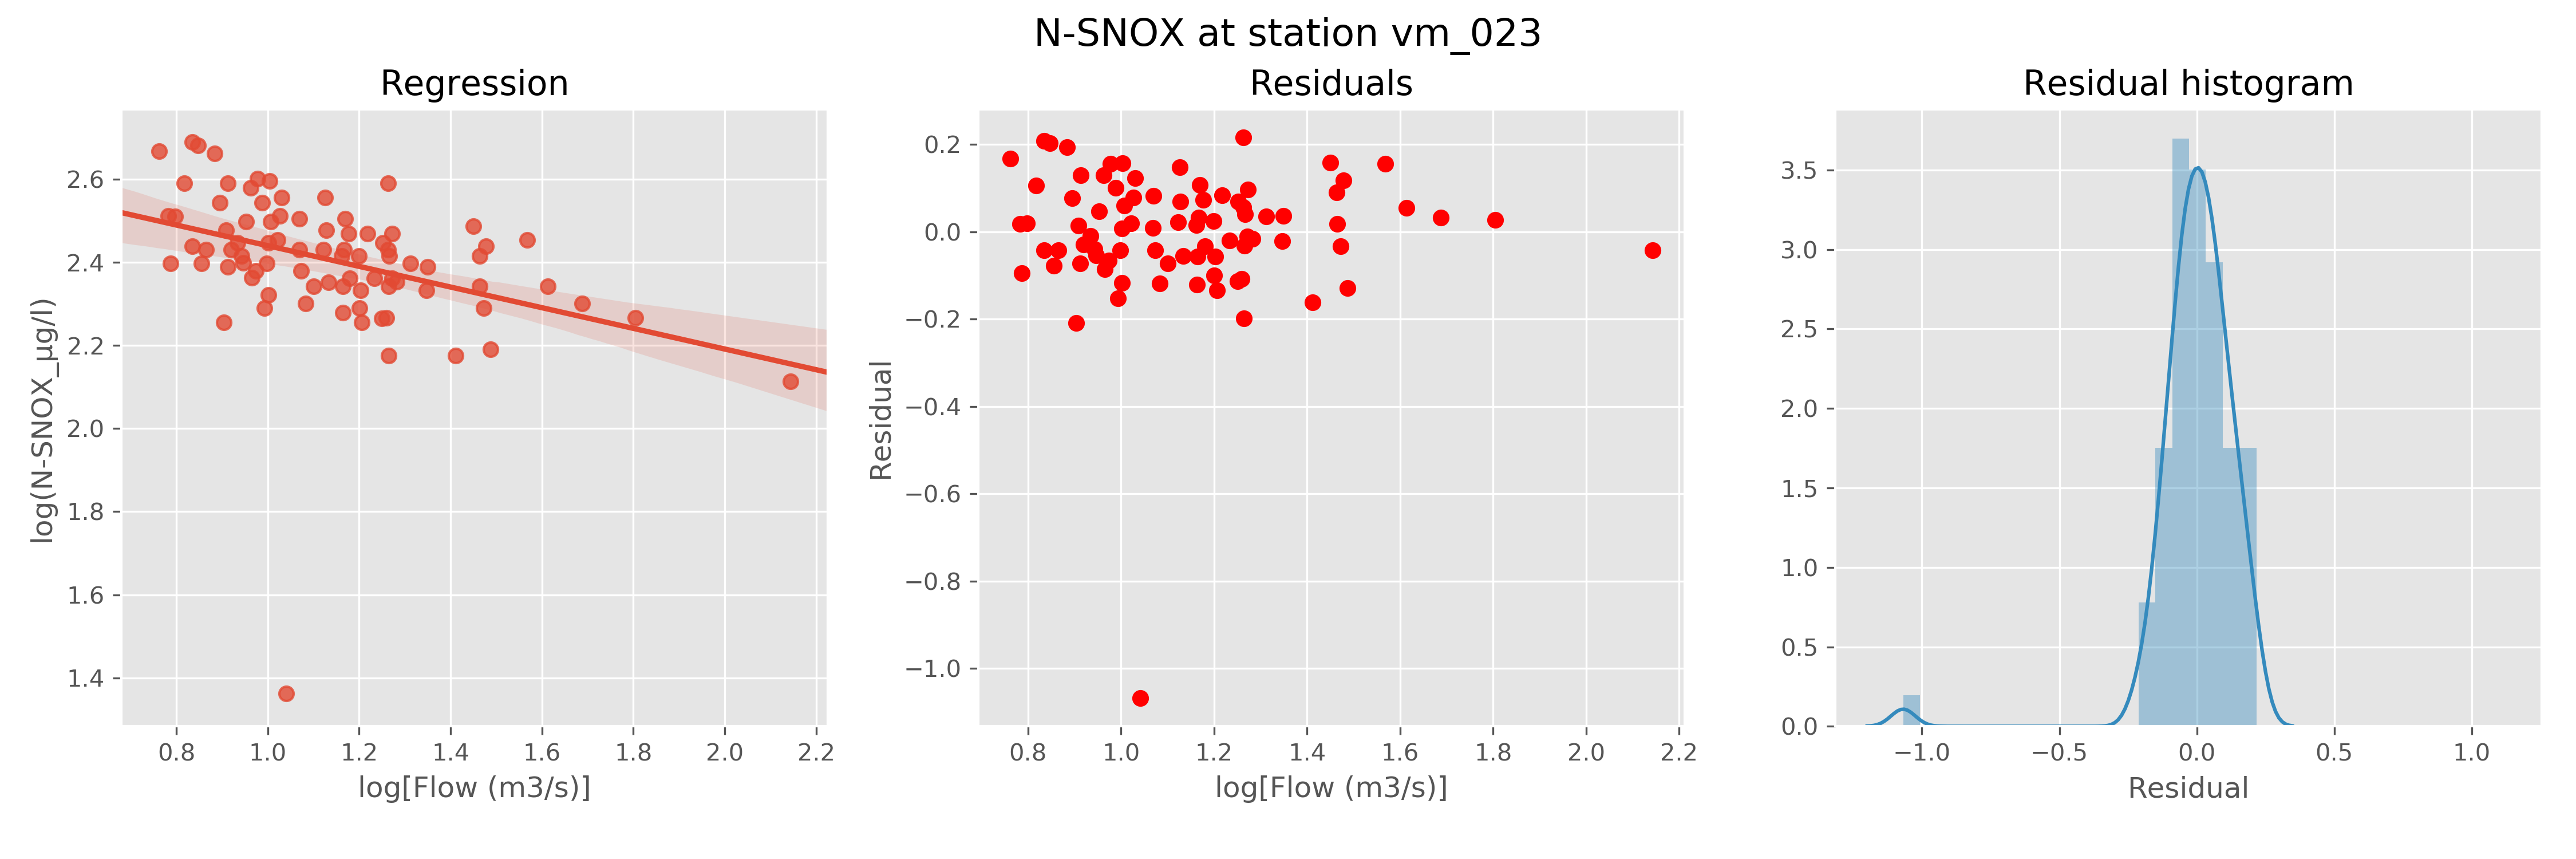 N-SNOX at station vm_023
Regression
log(N-SNOX_µg/l)
2.6
2.4
2.2
2.0
1.8
1.6
1.4
0.8 1.0 1.2 1.4 1.6 1.8 2.0 2.2
log[Flow (m3/s)]
Residuals
Residual
0.2
0.0
−0.2
−0.4
−0.6
−0.8
−1.0
0.8 1.0 1.2 1.4 1.6 1.8 2.0 2.2
log[Flow (m3/s)]
Residual histogram
3.5
3.0
2.5
2.0
1.5
1.0
0.5
0.0
−1.0 −0.5 0.0 0.5 1.0
Residual